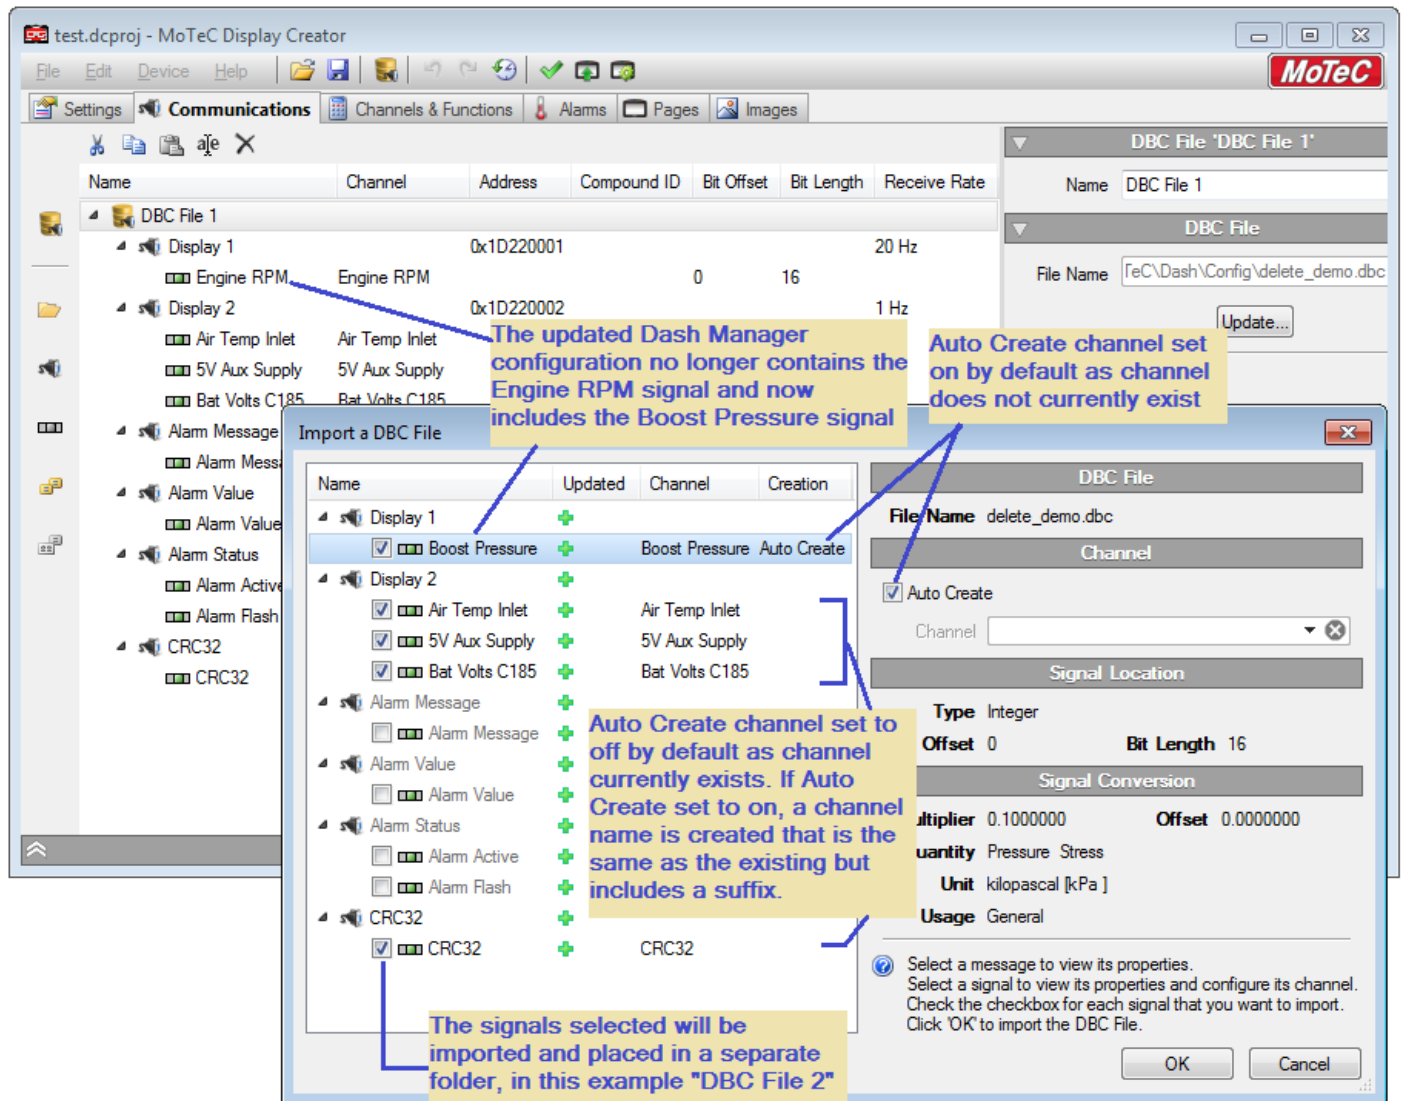 test.dcproj - MoTeC Display Creator
File Edit Device Help
MoTeC
Settings Communications Channels & Functions Alarms Pages Images
Name Channel Address Compound ID Bit Offset Bit Length Receive Rate
DBC File 1
Display 1 0x1D220001 20 Hz
Engine RPM Engine RPM 0 16
Display 2 0x1D220002 1 Hz
Air Temp Inlet Air Temp Inlet
5V Aux Supply 5V Aux Supply
Bat Volts C185 Bat Volts C185
Alarm Message
Alarm Messa
Alarm Value
Alarm Value
Alarm Status
Alarm Active
Alarm Flash
CRC32
CRC32
DBC File 'DBC File 1'
Name DBC File 1
DBC File
File Name TeC\Dash\Config\delete_demo.dbc
Update...
The updated Dash Manager
configuration no longer contains the
Engine RPM signal and now
includes the Boost Pressure signal
Auto Create channel set
on by default as channel
does not currently exist
Import a DBC File
Name Updated Channel Creation
Display 1
Boost Pressure Boost Pressure Auto Create
Display 2
Air Temp Inlet Air Temp Inlet
5V Aux Supply 5V Aux Supply
Bat Volts C185 Bat Volts C185
Alarm Message
Alarm Message
Alarm Value
Alarm Value
Alarm Status
Alarm Active
Alarm Flash
CRC32
CRC32 CRC32
Auto Create channel set to
off by default as channel
currently exists. If Auto
Create set to on, a channel
name is created that is the
same as the existing but
includes a suffix.
The signals selected will be
imported and placed in a separate
folder, in this example "DBC File 2"
DBC File
File Name delete_demo.dbc
Channel
Auto Create
Channel
Signal Location
Type Integer
Offset 0 Bit Length 16
Signal Conversion
ultiplier 0.1000000 Offset 0.0000000
uantity Pressure Stress
Unit kilopascal [kPa ]
Usage General
Select a message to view its properties.
Select a signal to view its properties and configure its channel.
Check the checkbox for each signal that you want to import.
Click 'OK' to import the DBC File.
OK Cancel